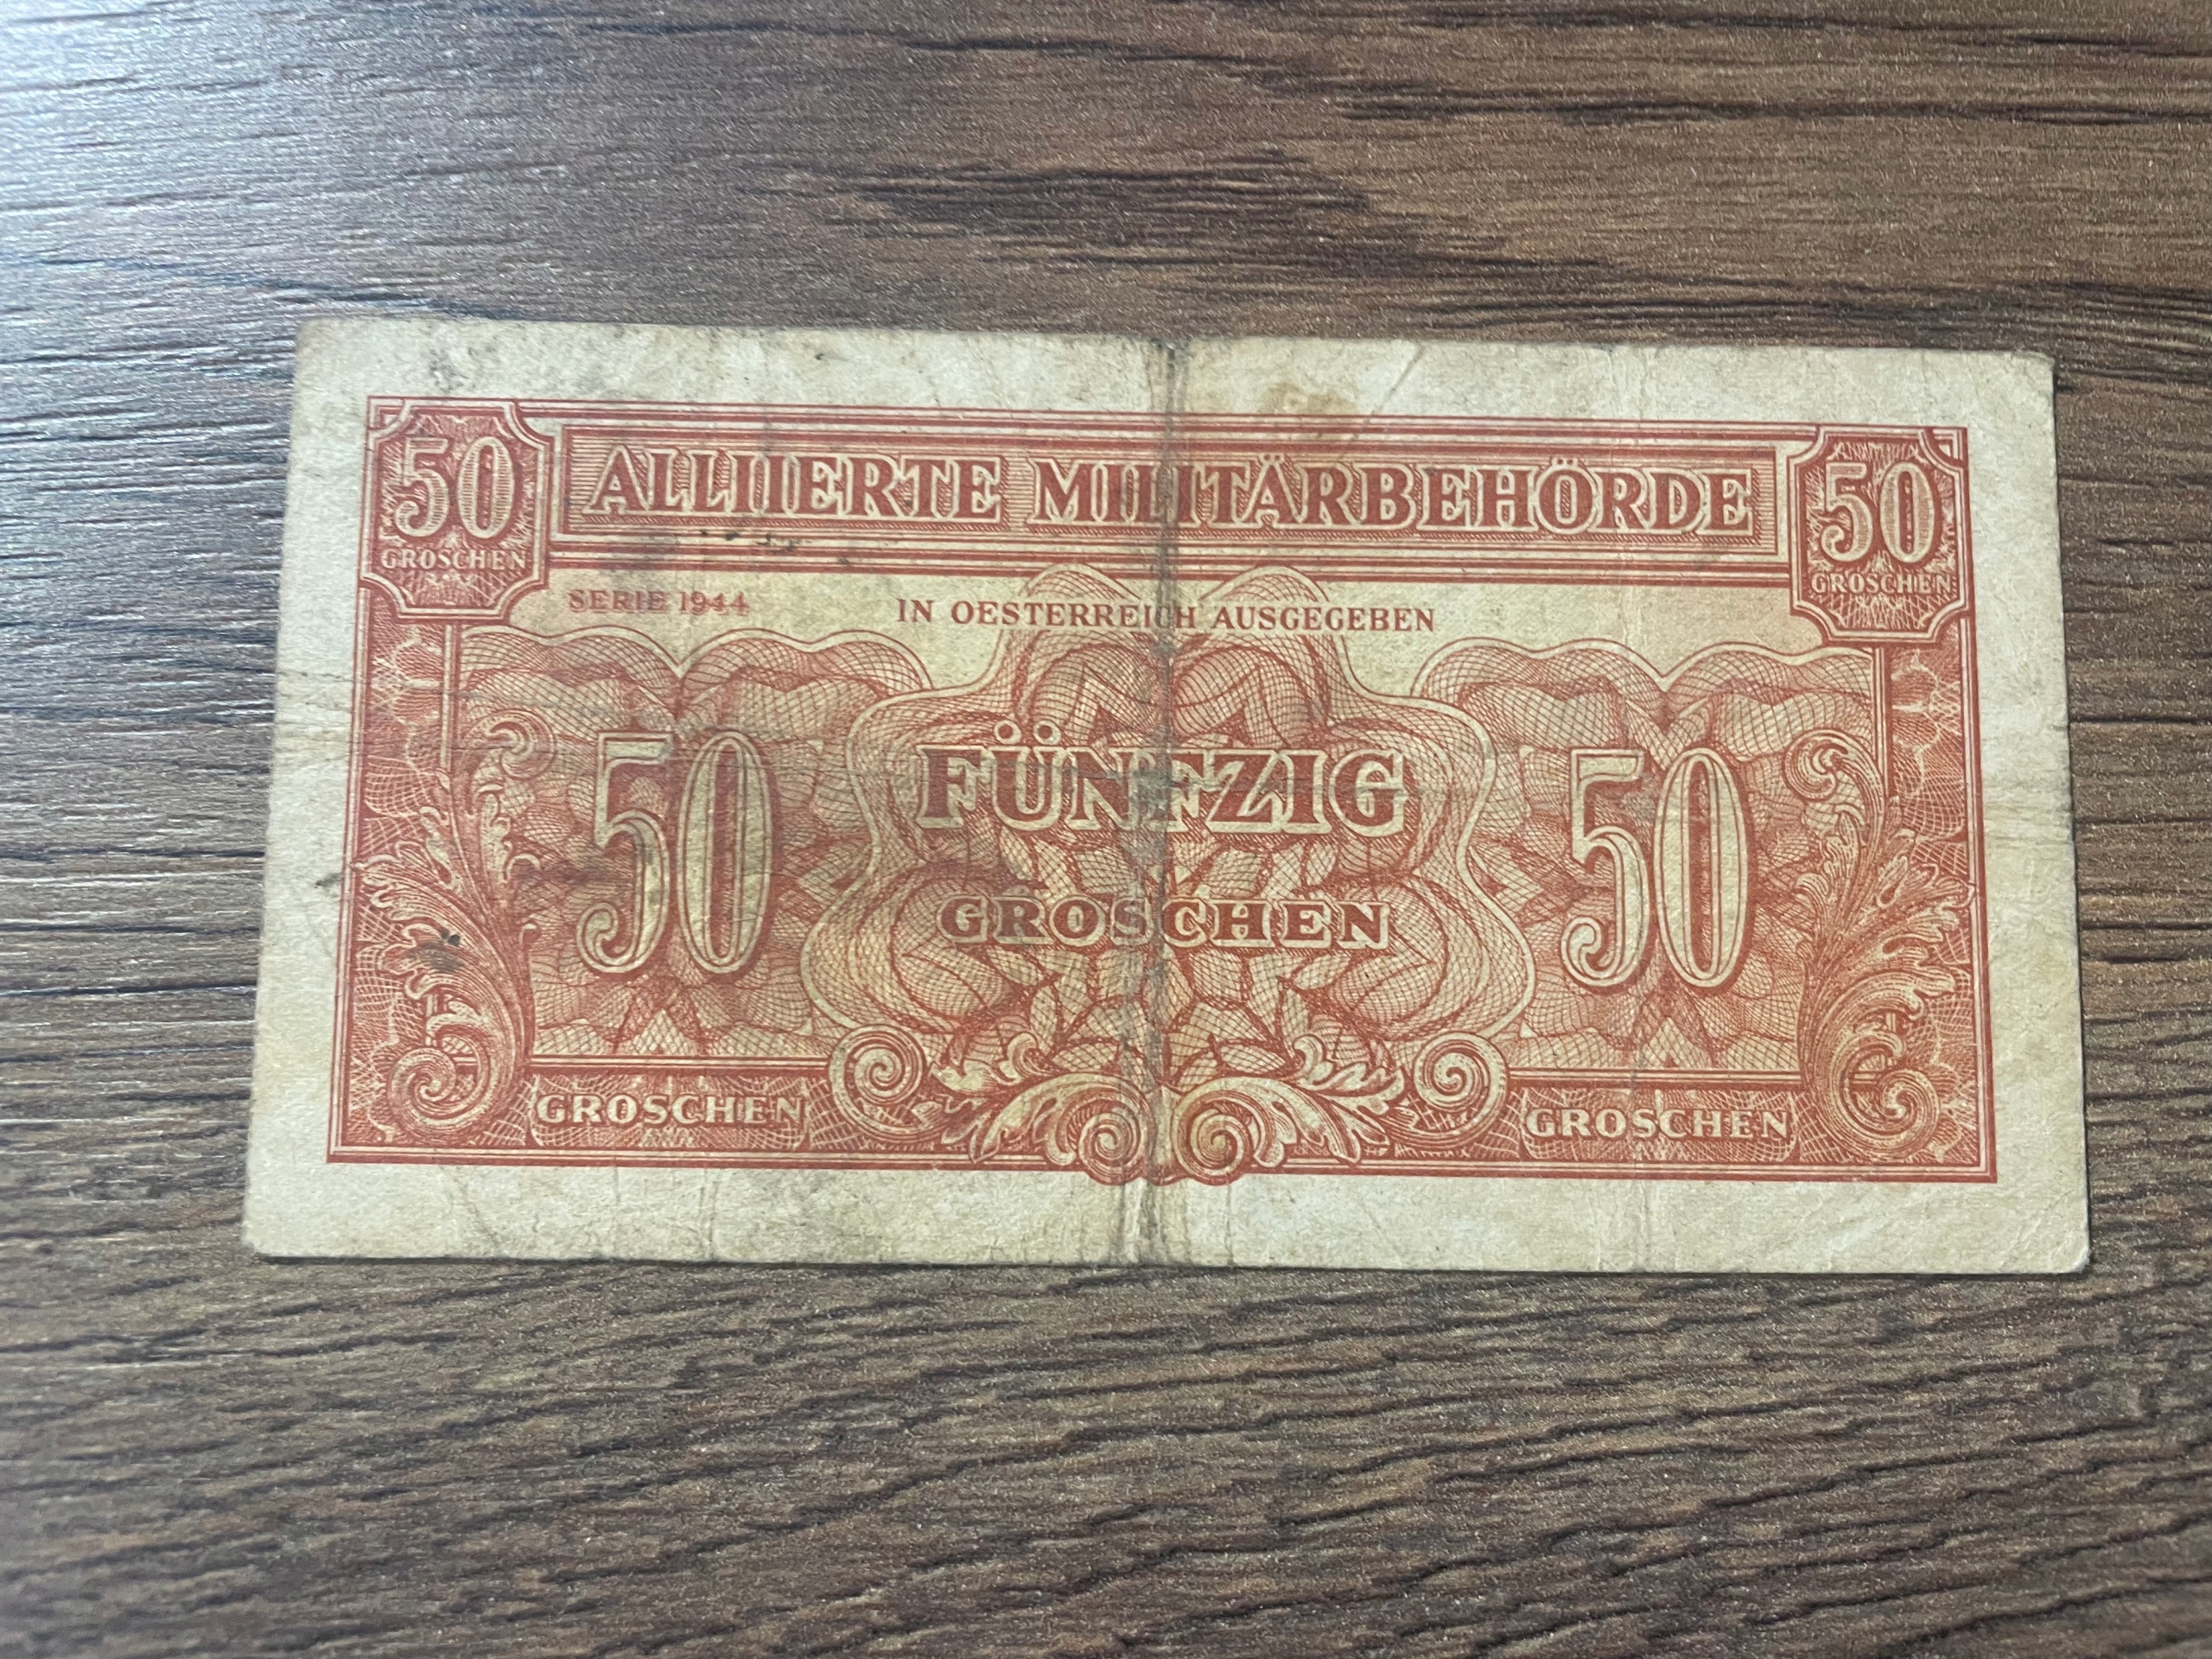 50 ALLIIERTE MILITÄRBEHÖRDE 50
GROSCHEN GROSCHEN
SERIE 1944 IN OESTERREICH AUSGEGEBEN
50 FÜNFZIG 50
GROSCHEN
GROSCHEN GROSCHEN